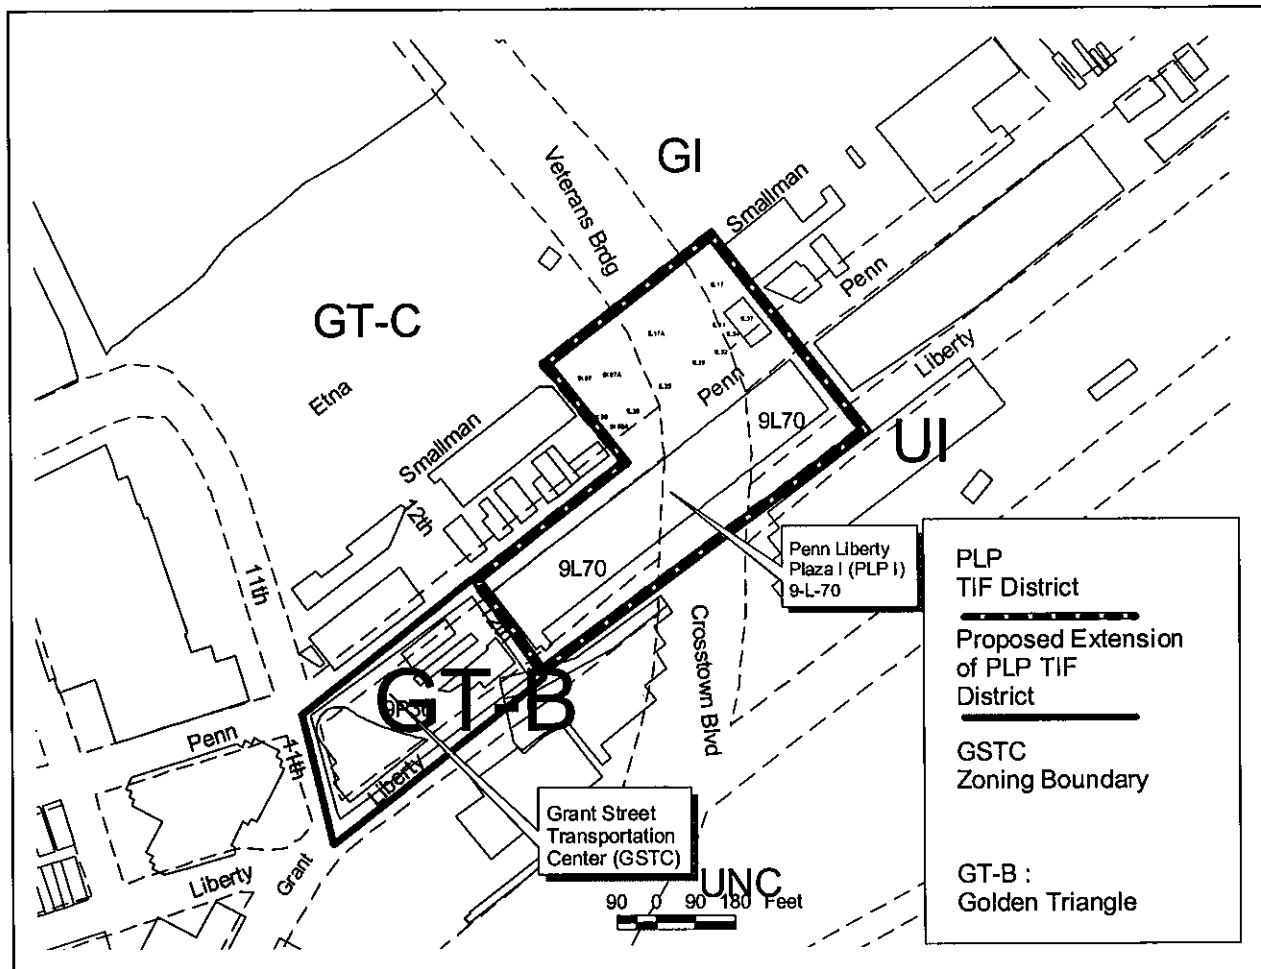 GI
Veterans Brdg
Smallman
Penn
Liberty
GT-C
Etna
Smallman
12th
11th
Penn
9L70
UI
9L70
Penn Liberty
Plaza I (PLP I)
9-L-70
Crosstown Blvd
GT-B
Penn
11th
Liberty
Liberty
Grant
Grant Street
Transportation
Center (GSTC)
UNC
90 0 90 180 Feet
PLP
TIF District
Proposed Extension
of PLP TIF
District
GSTC
Zoning Boundary
GT-B :
Golden Triangle